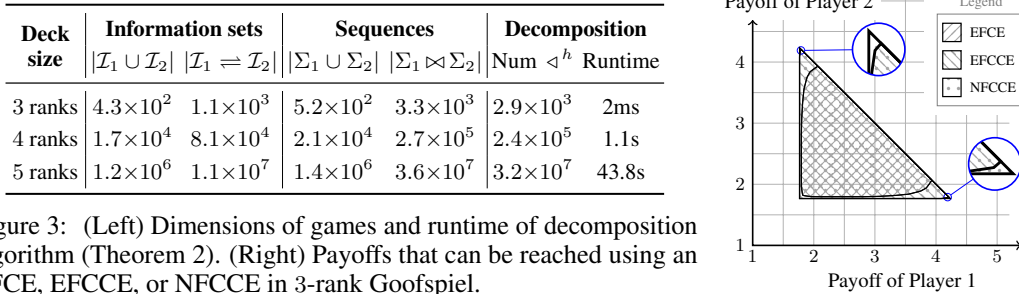 Deck size | Information sets | Sequences | Decomposition
|I₁ ∪ I₂| |I₁ ⇌ I₂| |Σ₁ ∪ Σ₂| |Σ₁ ⋈ Σ₂| Num ⊲ʰ Runtime
3 ranks 4.3×10² 1.1×10³ 5.2×10² 3.3×10³ 2.9×10³ 2ms
4 ranks 1.7×10⁴ 8.1×10⁴ 2.1×10⁴ 2.7×10⁵ 2.4×10⁵ 1.1s
5 ranks 1.2×10⁶ 1.1×10⁷ 1.4×10⁶ 3.6×10⁷ 3.2×10⁷ 43.8s
gure 3: (Left) Dimensions of games and runtime of decomposition
gorithm (Theorem 2). (Right) Payoffs that can be reached using an
FCE, EFCCE, or NFCCE in 3-rank Goofspiel.
Payoff of Player 2
Legend
EFCE
EFCCE
NFCCE
4
3
2
1
1 2 3 4 5
Payoff of Player 1